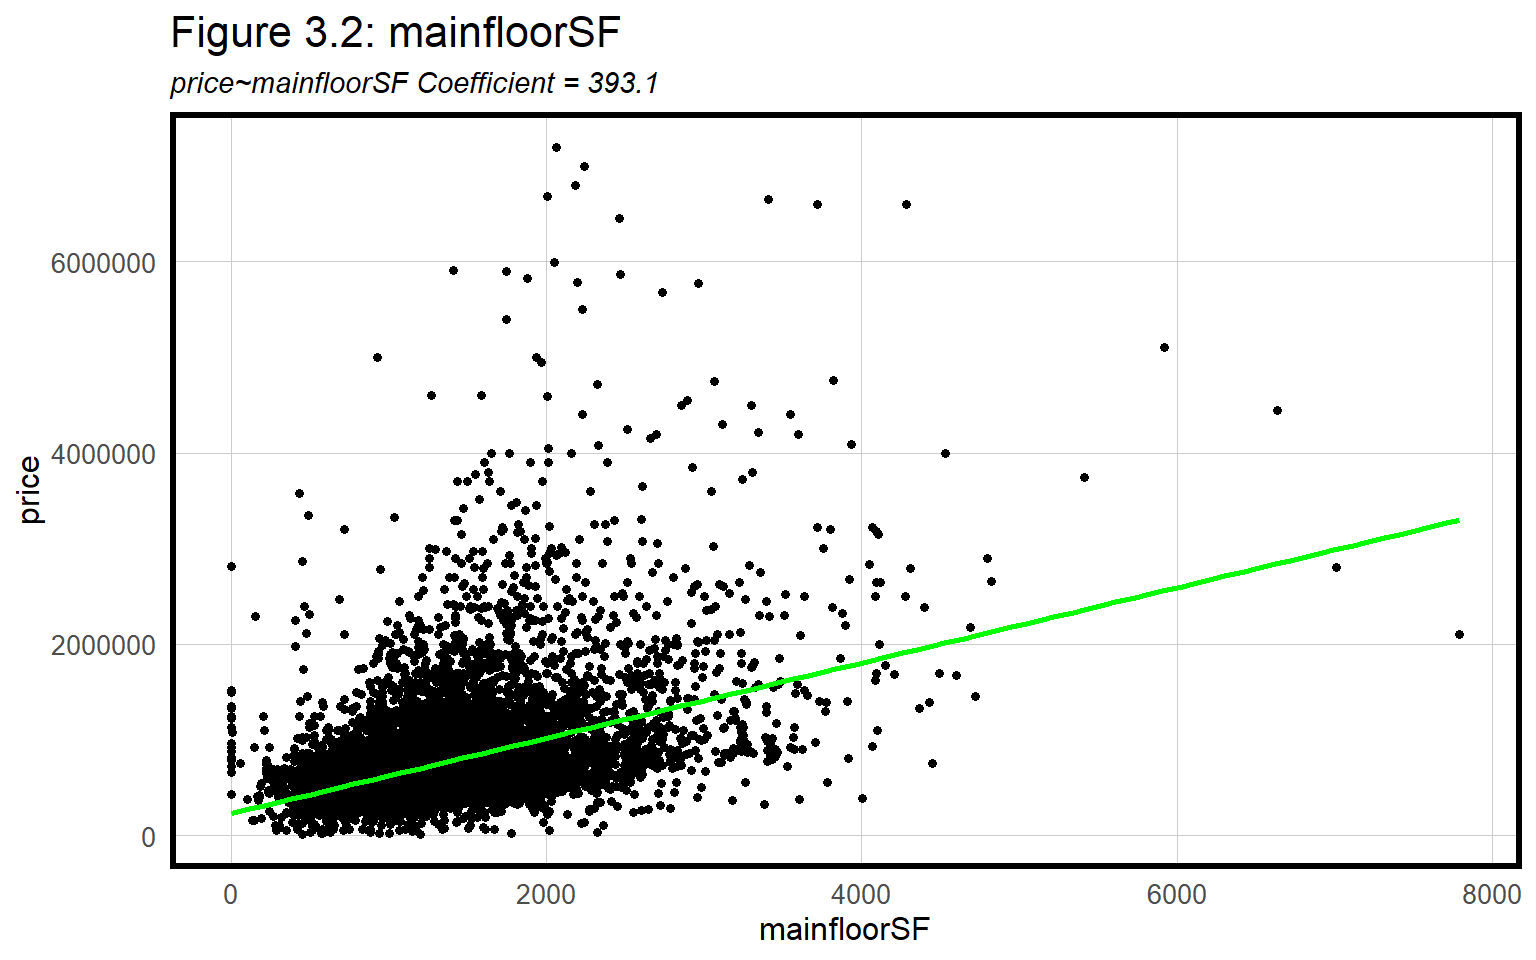 Figure 3.2: mainfloorSF
price~mainfloorSF Coefficient = 393.1
price
6000000
4000000
2000000
0
0 2000 4000 6000 8000
mainfloorSF